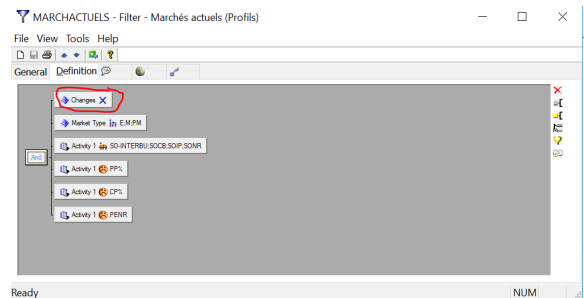 MARCHACTUELS - Filter - Marchés actuels (Profils)
File View Tools Help
General Definition
Changes
Market Type in E;M;PM
Activity 1 SO-INTERBU;SOCB;SOIP;SONR
And
Activity 1 PP%
Activity 1 CP%
Activity 1 PENR
Ready NUM